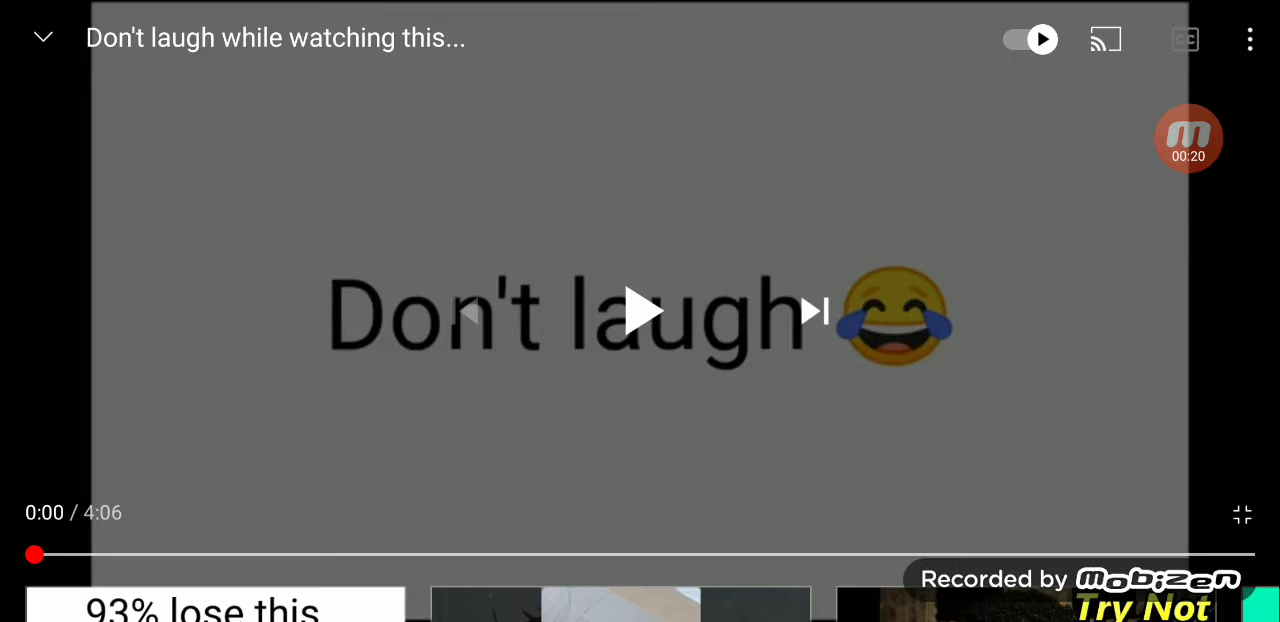 Don't laugh while watching this...
CC
00:20
Don't laugh 😂
0:00 / 4:06
Recorded by Mobizen
93% lose this
Try Not